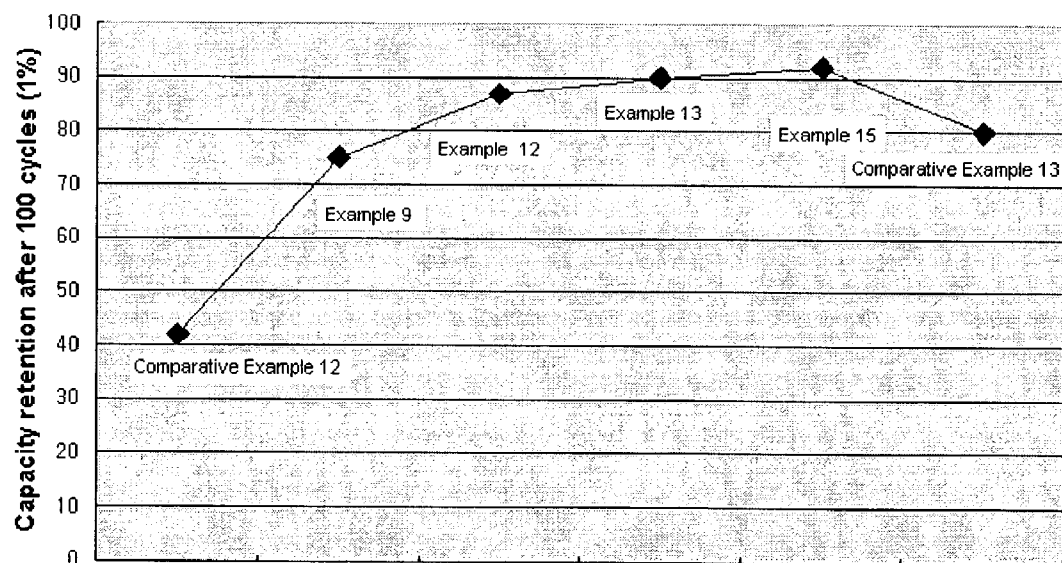 Capacity retention after 100 cycles (1%)
100
90
80
70
60
50
40
30
20
10
0
Example 13
Example 12
Example 15
Comparative Example 13
Example 9
Comparative Example 12